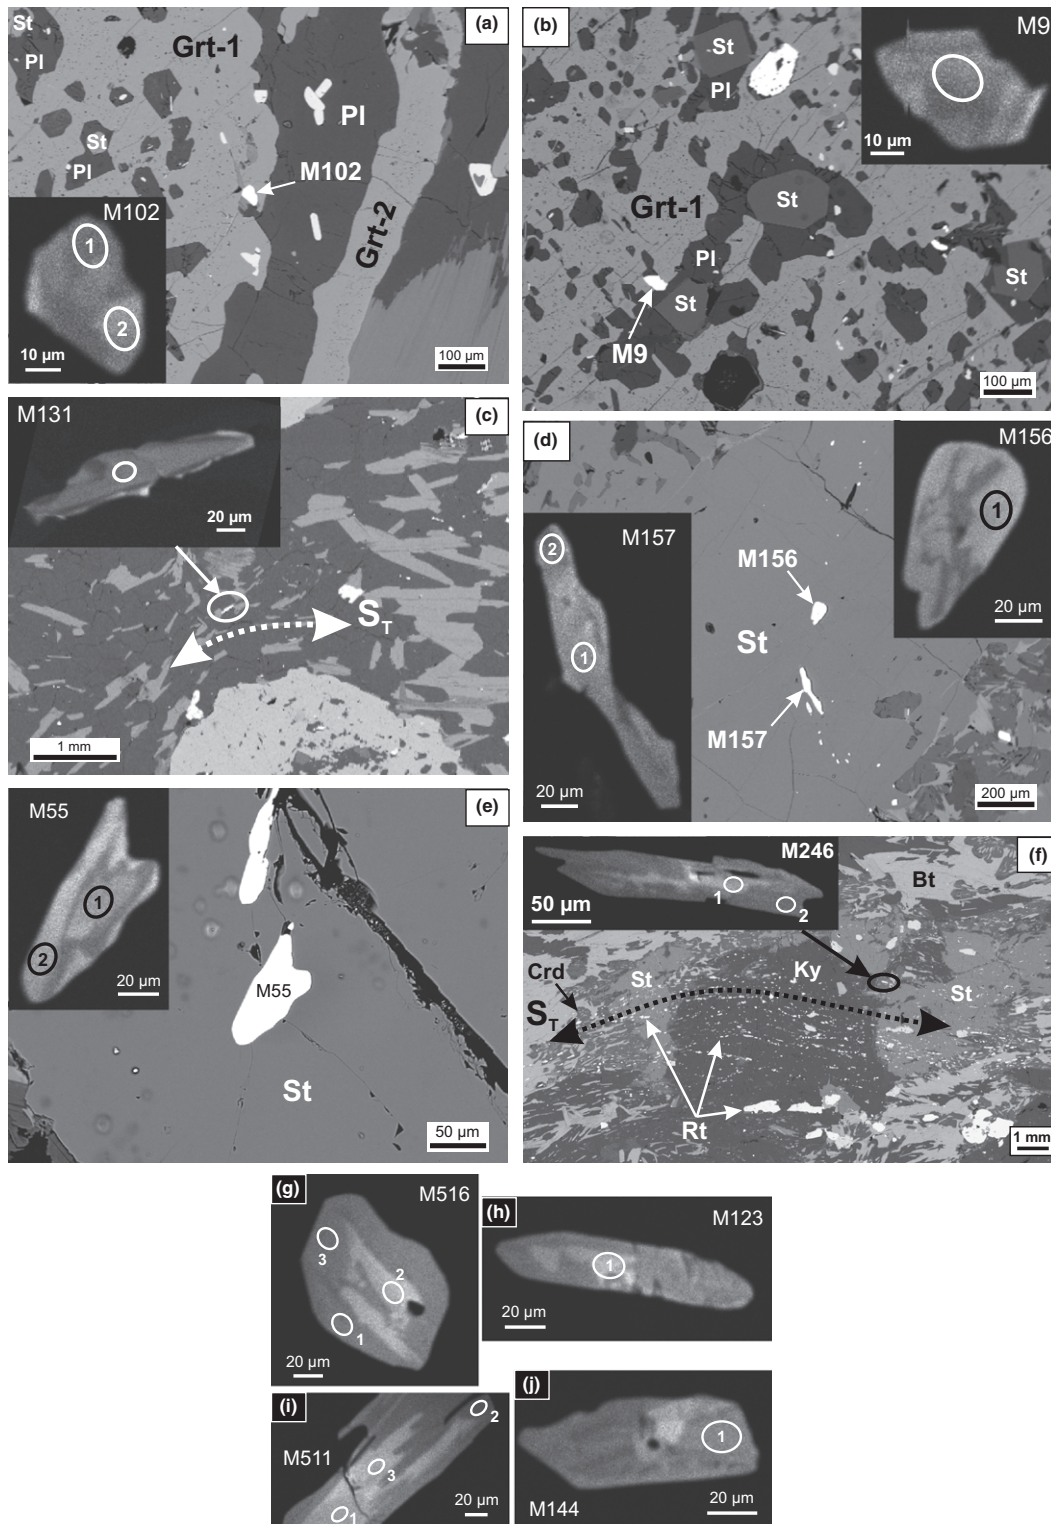 (a)
St
Pl
Grt-1
St
Pl
Pl
M102
Grt-2
M102
1
2
10 µm
100 µm
(b)
St
Pl
M9
10 µm
Grt-1
St
Pl
St
St
M9
100 µm
(c)
M131
20 µm
S_T
1 mm
(d)
M156
1
20 µm
M157
2
1
20 µm
M156
St
M157
200 µm
(e)
M55
1
2
20 µm
M55
St
50 µm
(f)
M246
1
2
50 µm
Bt
Crd
St
Ky
St
S_T
Rt
1 mm
(g)
M516
3
2
1
20 µm
(h)
M123
1
20 µm
(i)
2
M511
3
1
20 µm
(j)
1
M144
20 µm